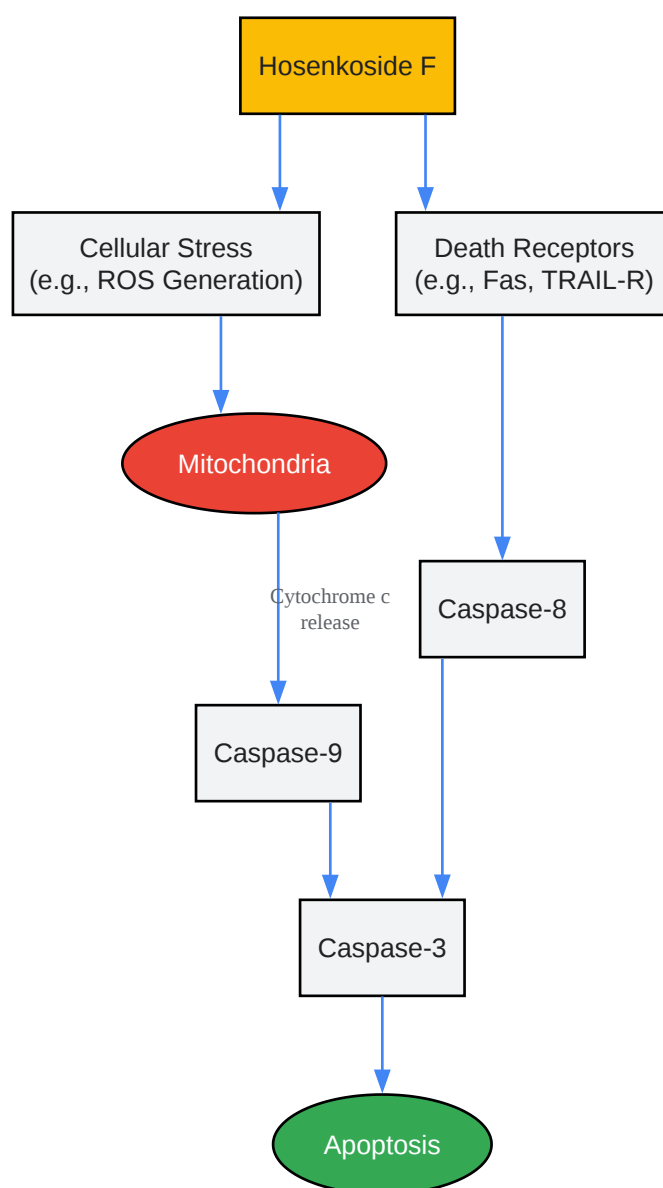 Hosenkoside F
Cellular Stress
(e.g., ROS Generation)
Death Receptors
(e.g., Fas, TRAIL-R)
Mitochondria
Cytochrome c
release
Caspase-8
Caspase-9
Caspase-3
Apoptosis